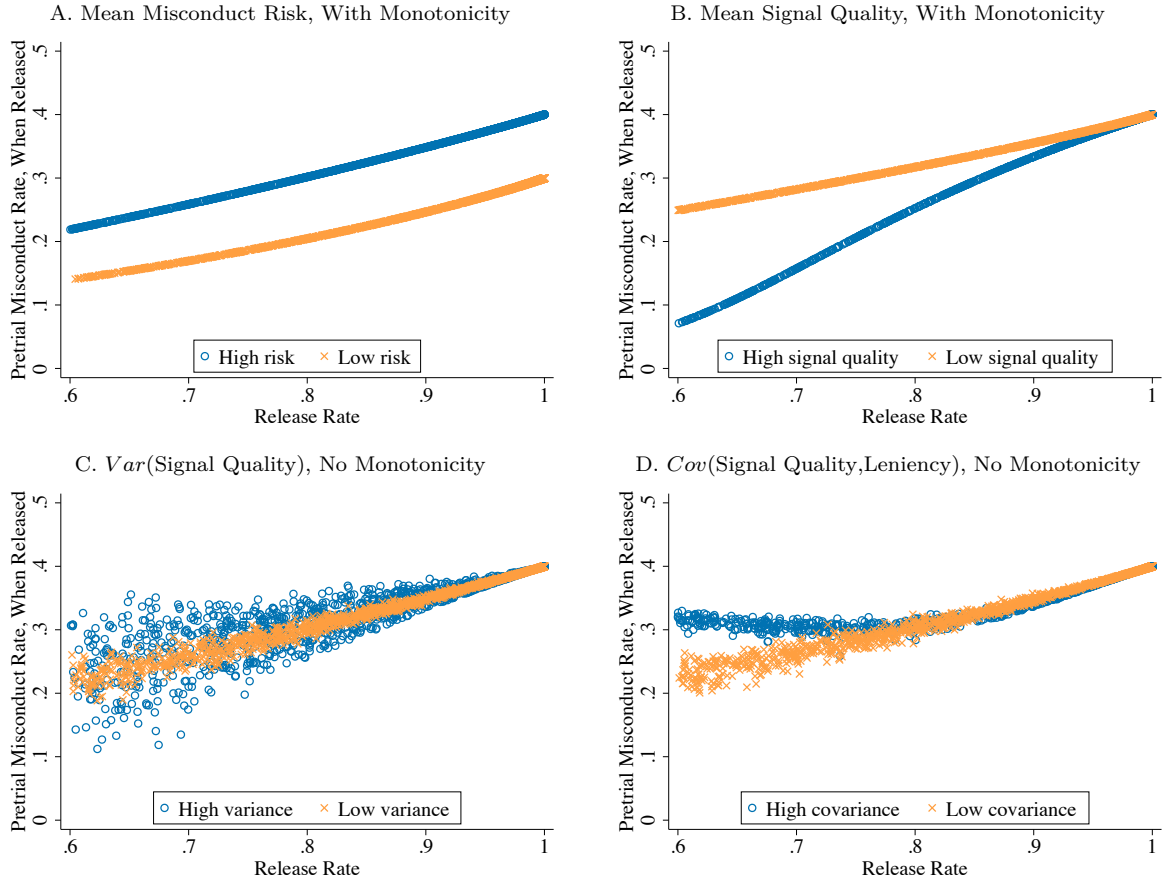 A. Mean Misconduct Risk, With Monotonicity
Pretrial Misconduct Rate, When Released
.5
.4
.3
.2
.1
0
High risk
Low risk
.6
.7
.8
.9
1
Release Rate
B. Mean Signal Quality, With Monotonicity
Pretrial Misconduct Rate, When Released
.5
.4
.3
.2
.1
0
High signal quality
Low signal quality
.6
.7
.8
.9
1
Release Rate
C. Var(Signal Quality), No Monotonicity
Pretrial Misconduct Rate, When Released
.5
.4
.3
.2
.1
0
High variance
Low variance
.6
.7
.8
.9
1
Release Rate
D. Cov(Signal Quality,Leniency), No Monotonicity
Pretrial Misconduct Rate, When Released
.5
.4
.3
.2
.1
0
High covariance
Low covariance
.6
.7
.8
.9
1
Release Rate